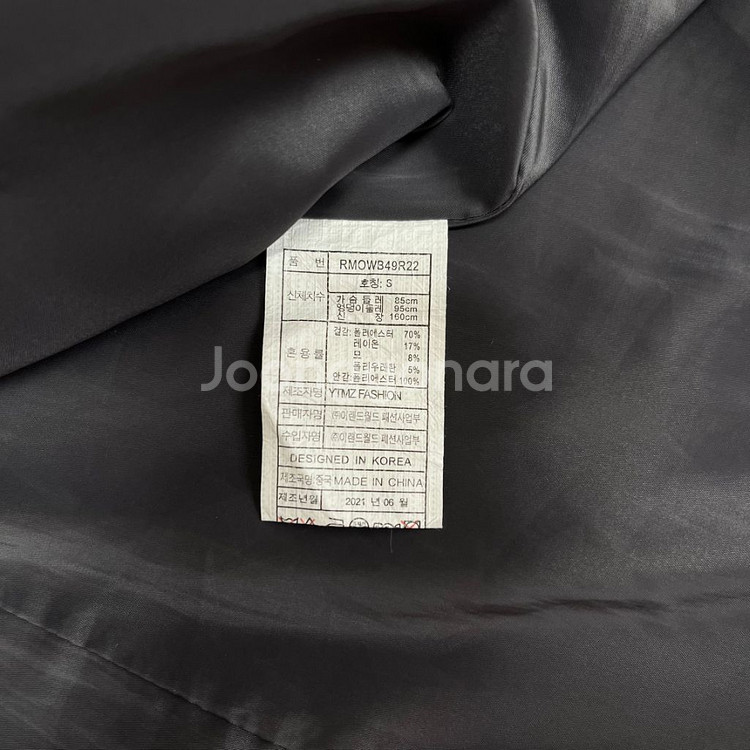 품 번 RMOWB49R22
호칭: S
신체치수 가슴둘레 85cm
엉덩이둘레 95cm
신 장 160cm
겉감: 폴리에스터 70%
레이온 17%
혼용률 모 8%
폴리우레탄 5%
안감: 폴리에스터 100%
제조자명 YTMZ FASHION
판매자명 ㈜이랜드월드 패션사업부
수입자명 ㈜이랜드월드 패션사업부
DESIGNED IN KOREA
제조국명:중국 MADE IN CHINA
제조년월 2021 년 06 월